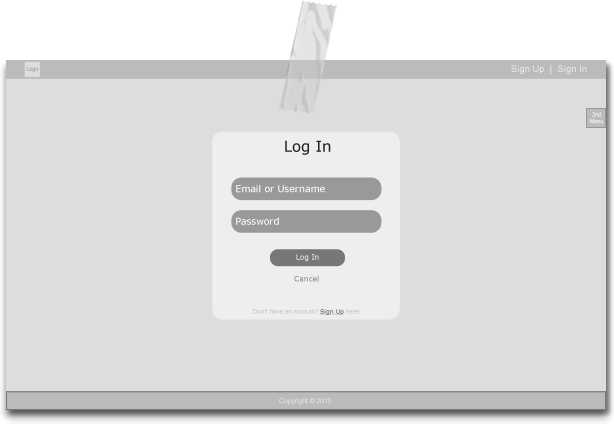 Logo
Sign Up | Sign In
2nd
Menu
Log In
Email or Username
Password
Log In
Cancel
Don't have an account? Sign Up here!
Copyright © 2015